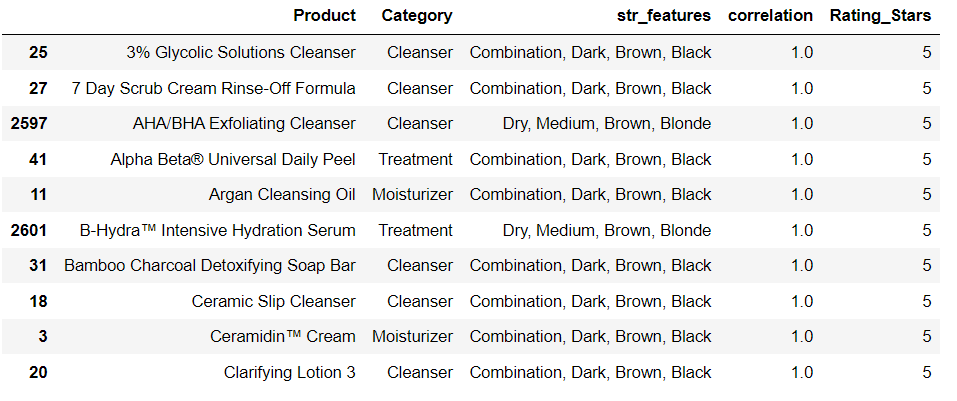 Product Category str_features correlation Rating_Stars
25 3% Glycolic Solutions Cleanser Cleanser Combination, Dark, Brown, Black 1.0 5
27 7 Day Scrub Cream Rinse-Off Formula Cleanser Combination, Dark, Brown, Black 1.0 5
2597 AHA/BHA Exfoliating Cleanser Cleanser Dry, Medium, Brown, Blonde 1.0 5
41 Alpha Beta® Universal Daily Peel Treatment Combination, Dark, Brown, Black 1.0 5
11 Argan Cleansing Oil Moisturizer Combination, Dark, Brown, Black 1.0 5
2601 B-Hydra™ Intensive Hydration Serum Treatment Dry, Medium, Brown, Blonde 1.0 5
31 Bamboo Charcoal Detoxifying Soap Bar Cleanser Combination, Dark, Brown, Black 1.0 5
18 Ceramic Slip Cleanser Cleanser Combination, Dark, Brown, Black 1.0 5
3 Ceramidin™ Cream Moisturizer Combination, Dark, Brown, Black 1.0 5
20 Clarifying Lotion 3 Cleanser Combination, Dark, Brown, Black 1.0 5